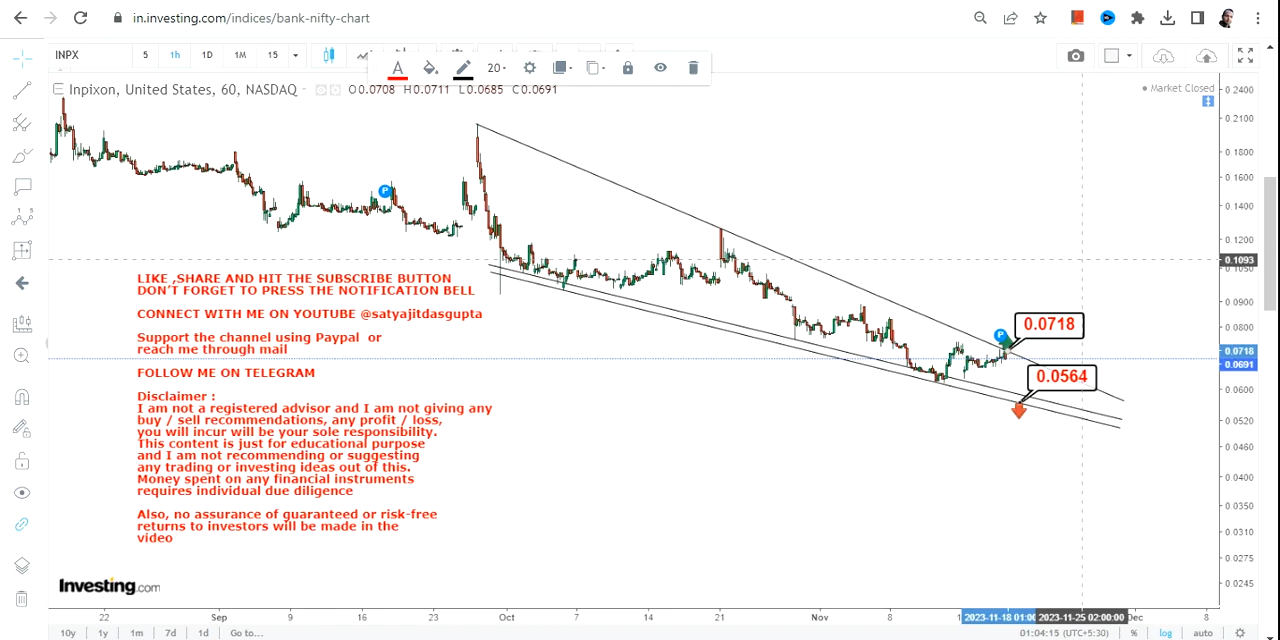 in.investing.com/indices/bank-nifty-chart
INPX 5 1h 1D 1M 15
A 20
Inpixon, United States, 60, NASDAQ O0.0708 H0.0711 L0.0685 C0.0691
Market Closed
0.2400
0.2100
0.1800
0.1600
0.1400
0.1200
0.1093
0.1050
0.0900
0.0800
0.0718
0.0691
0.0600
0.0520
0.0460
0.0400
0.0350
0.0310
0.0275
0.0245
P
P
0.0718
0.0564
LIKE ,SHARE AND HIT THE SUBSCRIBE BUTTON
DON'T FORGET TO PRESS THE NOTIFICATION BELL
CONNECT WITH ME ON YOUTUBE @satyajitdasgupta
Support the channel using Paypal or
reach me through mail
FOLLOW ME ON TELEGRAM
Disclaimer :
I am not a registered advisor and I am not giving any
buy / sell recommendations, any profit / loss,
you will incur will be your sole responsibility.
This content is just for educational purpose
and I am not recommending or suggesting
any trading or investing ideas out of this.
Money spent on any financial instruments
requires individual due diligence
Also, no assurance of guaranteed or risk-free
returns to investors will be made in the
video
Investing.com
22 Sep 9 16 23 Oct 7 14 21 Nov 8 2023-11-18 01:00 2023-11-25 02:00:00 Dec 8
10y 1y 1m 7d 1d Go to... 01:04:15 (UTC+5:30) % log auto